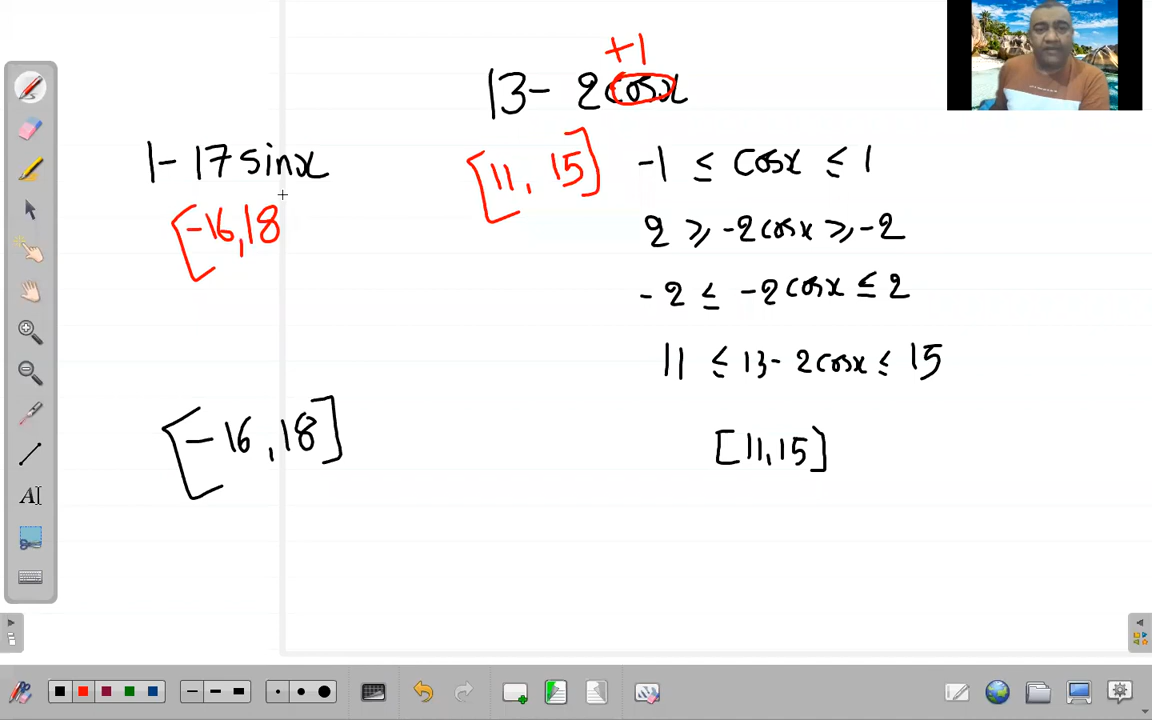 +1
13- 2cosx
1- 17sinx
[-16,18
[11, 15]
-1 ≤ cosx ≤ 1
2 ≥ -2cosx ≥ -2
-2 ≤ -2cosx ≤ 2
11 ≤ 13- 2cosx ≤ 15
[-16,18]
[11,15]